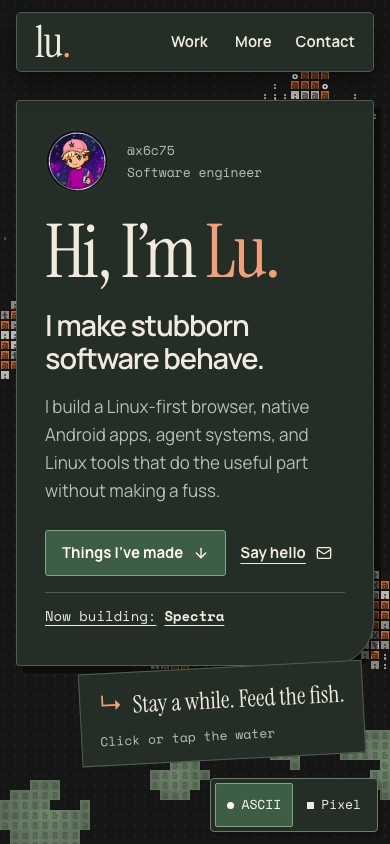 lu.
Work More Contact
@x6c75
Software engineer
Hi, I’m Lu.
I make stubborn
software behave.
I build a Linux-first browser, native
Android apps, agent systems, and
Linux tools that do the useful part
without making a fuss.
Things I’ve made ↓ Say hello
Now building: Spectra
Stay a while. Feed the fish.
Click or tap the water
ASCII Pixel